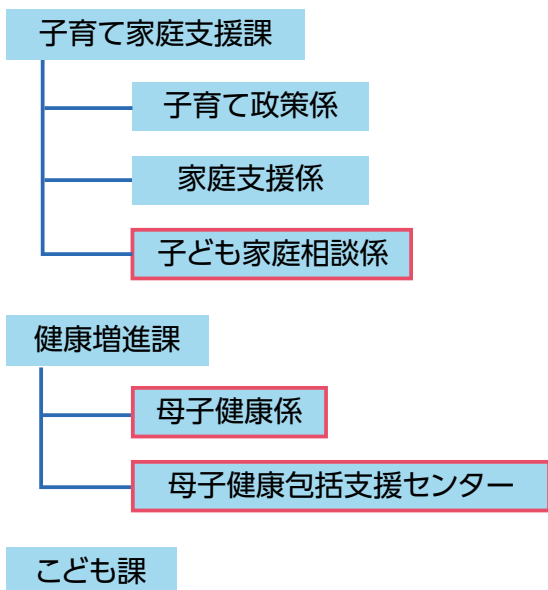 子育て家庭支援課
子育て政策係
家庭支援係
子ども家庭相談係
健康増進課
母子健康係
母子健康包括支援センター
こども課